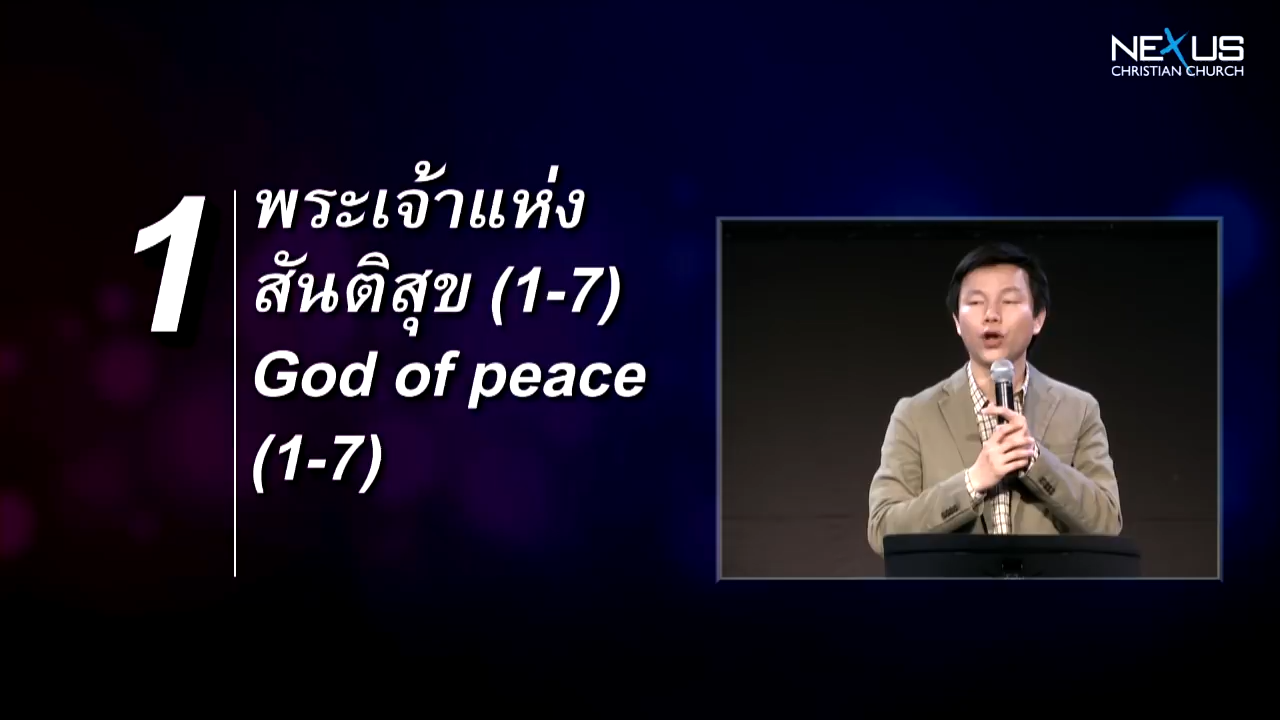 NEXUS
CHRISTIAN CHURCH
1
พระเจ้าแห่ง
สันติสุข (1-7)
God of peace
(1-7)